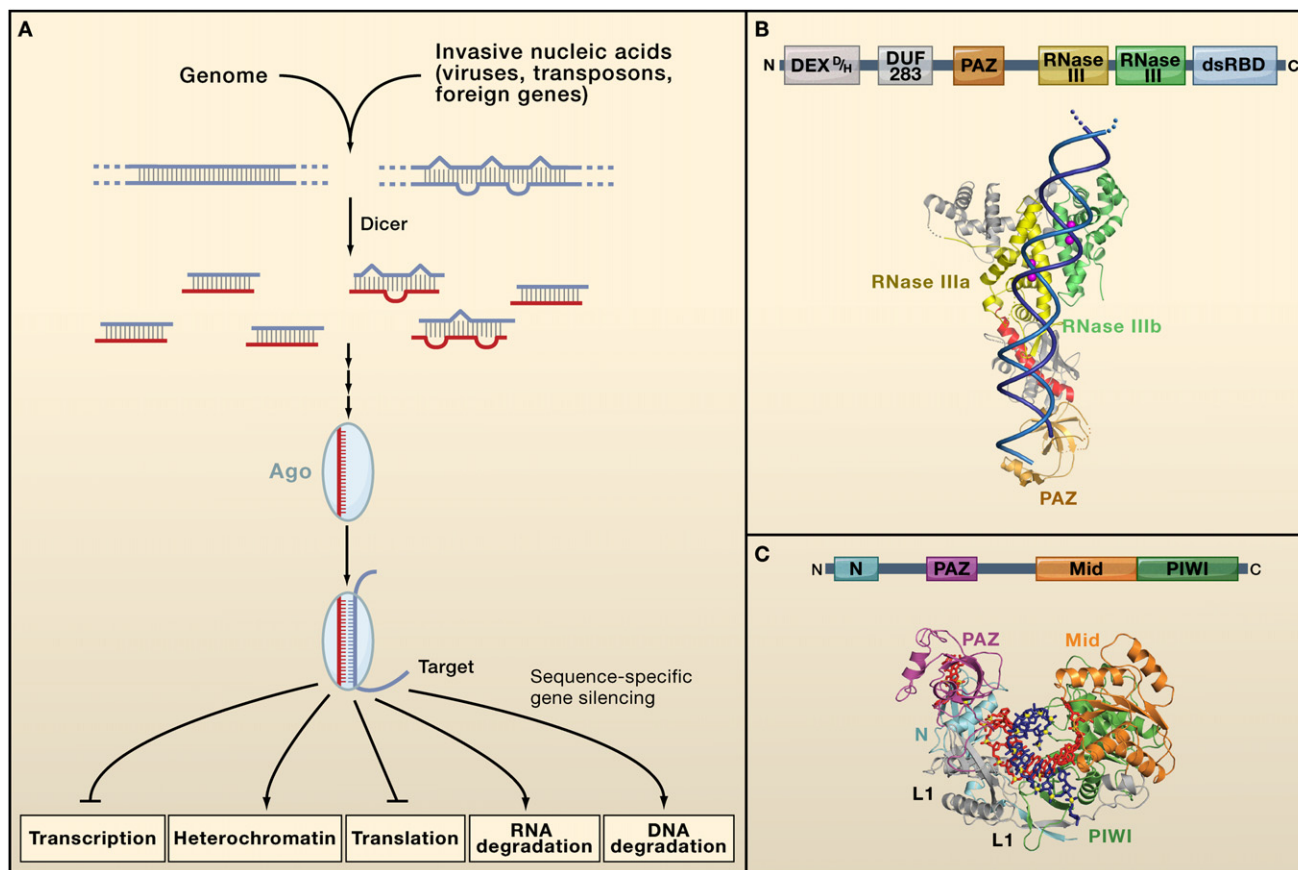 A
Genome
Invasive nucleic acids
(viruses, transposons,
foreign genes)
Dicer
Ago
Target
Sequence-specific
gene silencing
Transcription
Heterochromatin
Translation
RNA
degradation
DNA
degradation
B
N
DEX D/H
DUF
283
PAZ
RNase
III
RNase
III
dsRBD
C
RNase IIIa
RNase IIIb
PAZ
C
N
N
PAZ
Mid
PIWI
C
PAZ
Mid
N
L1
L1
PIWI